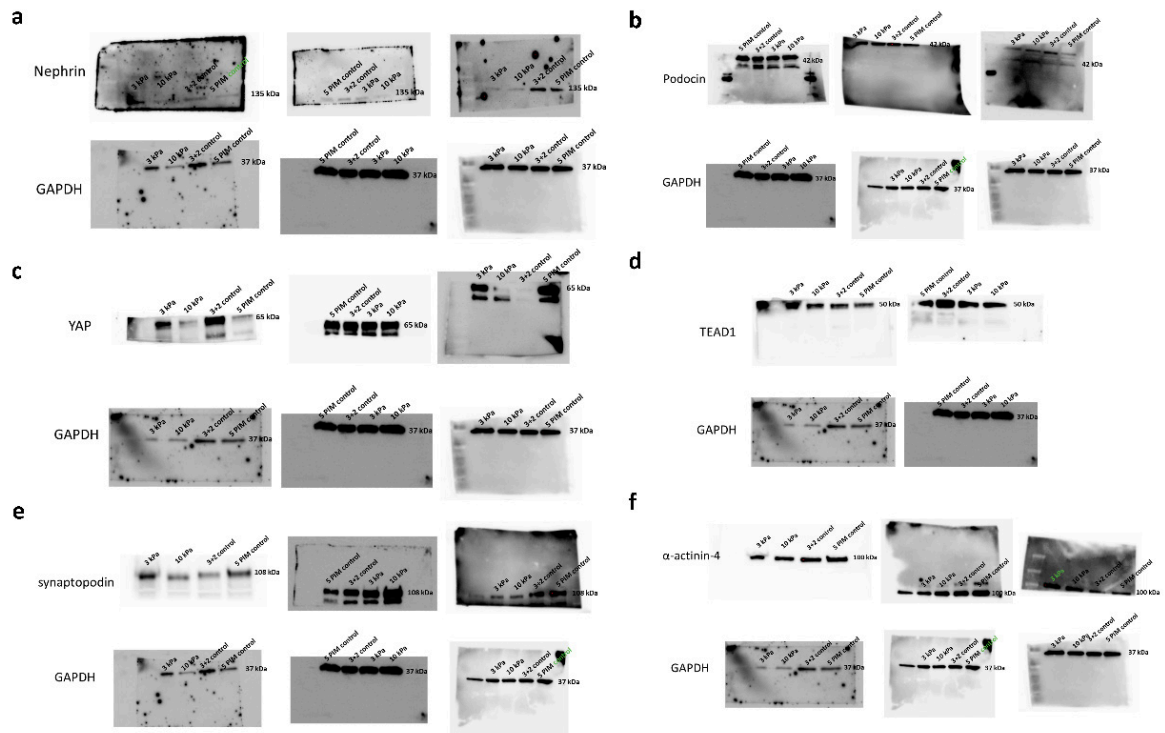 a
Nephrin
3 kPa
10 kPa
3+2 control
5 PIM control
135 kDa
5 PIM control
3+2 control
3 kPa
10 kPa
135 kDa
3 kPa
10 kPa
3+2 control
5 PIM control
135 kDa
GAPDH
3 kPa
10 kPa
3+2 control
5 PIM control
37 kDa
5 PIM control
3+2 control
3 kPa
10 kPa
37 kDa
3 kPa
10 kPa
3+2 control
5 PIM control
37 kDa
b
Podocin
5 PIM control
3+2 control
3 kPa
10 kPa
42 kDa
3 kPa
10 kPa
3+2 control
5 PIM control
42 kDa
3 kPa
10 kPa
3+2 control
5 PIM control
42 kDa
GAPDH
5 PIM control
3+2 control
3 kPa
10 kPa
37 kDa
3 kPa
10 kPa
3+2 control
5 PIM control
37 kDa
3 kPa
10 kPa
3+2 control
5 PIM control
37 kDa
c
YAP
3 kPa
10 kPa
3+2 control
5 PIM control
65 kDa
5 PIM control
3+2 control
3 kPa
10 kPa
65 kDa
3 kPa
10 kPa
3+2 control
5 PIM control
65 kDa
GAPDH
3 kPa
10 kPa
3+2 control
5 PIM control
37 kDa
5 PIM control
3+2 control
3 kPa
10 kPa
37 kDa
3 kPa
10 kPa
3+2 control
5 PIM control
37 kDa
d
TEAD1
3 kPa
10 kPa
3+2 control
5 PIM control
50 kDa
5 PIM control
3+2 control
3 kPa
10 kPa
50 kDa
GAPDH
3 kPa
10 kPa
3+2 control
5 PIM control
37 kDa
5 PIM control
3+2 control
3 kPa
10 kPa
37 kDa
e
synaptopodin
3 kPa
10 kPa
3+2 control
5 PIM control
108 kDa
5 PIM control
3+2 control
3 kPa
10 kPa
108 kDa
3 kPa
10 kPa
3+2 control
5 PIM control
108 kDa
GAPDH
3 kPa
10 kPa
3+2 control
5 PIM control
37 kDa
5 PIM control
3+2 control
3 kPa
10 kPa
37 kDa
3 kPa
10 kPa
3+2 control
5 PIM control
37 kDa
f
α-actinin-4
3 kPa
10 kPa
3+2 control
5 PIM control
kDa
3 kPa
10 kPa
3+2 control
5 PIM control
100 kDa
3 kPa
10 kPa
3+2 control
5 PIM control
100 kDa
GAPDH
3 kPa
10 kPa
3+2 control
5 PIM control
37 kDa
3 kPa
10 kPa
3+2 control
5 PIM control
37 kDa
3 kPa
10 kPa
3+2 control
5 PIM control
37 kDa